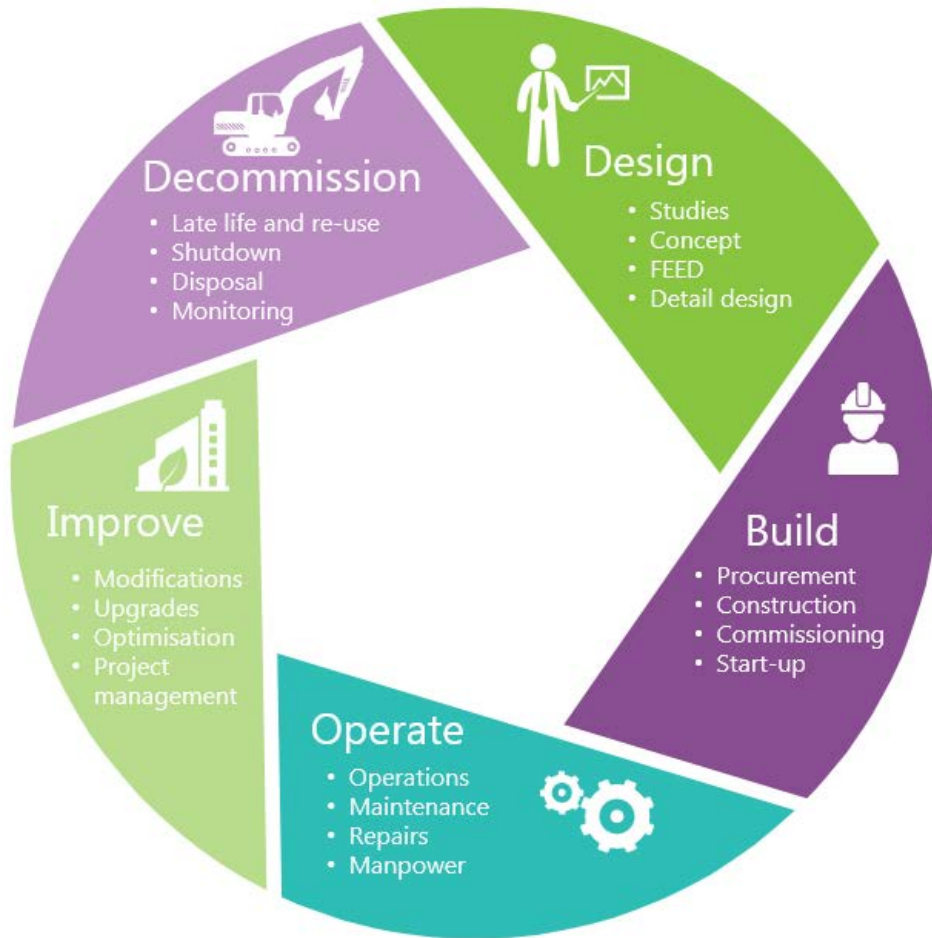 Decommission
• Late life and re-use
• Shutdown
• Disposal
• Monitoring
Design
• Studies
• Concept
• FEED
• Detail design
Build
• Procurement
• Construction
• Commissioning
• Start-up
Operate
• Operations
• Maintenance
• Repairs
• Manpower
Improve
• Modifications
• Upgrades
• Optimisation
• Project
management